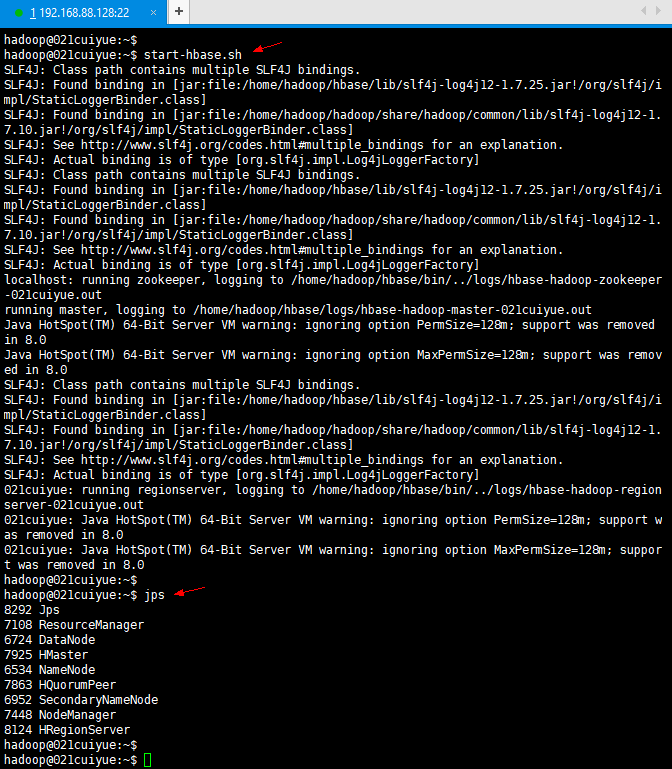 1 192.168.88.128:22 × +
hadoop@021cuiyue:~$
hadoop@021cuiyue:~$ start-hbase.sh
SLF4J: Class path contains multiple SLF4J bindings.
SLF4J: Found binding in [jar:file:/home/hadoop/hbase/lib/slf4j-log4j12-1.7.25.jar!/org/slf4j/i
mpl/StaticLoggerBinder.class]
SLF4J: Found binding in [jar:file:/home/hadoop/hadoop/share/hadoop/common/lib/slf4j-log4j12-1.
7.10.jar!/org/slf4j/impl/StaticLoggerBinder.class]
SLF4J: See http://www.slf4j.org/codes.html#multiple_bindings for an explanation.
SLF4J: Actual binding is of type [org.slf4j.impl.Log4jLoggerFactory]
SLF4J: Class path contains multiple SLF4J bindings.
SLF4J: Found binding in [jar:file:/home/hadoop/hbase/lib/slf4j-log4j12-1.7.25.jar!/org/slf4j/i
mpl/StaticLoggerBinder.class]
SLF4J: Found binding in [jar:file:/home/hadoop/hadoop/share/hadoop/common/lib/slf4j-log4j12-1.
7.10.jar!/org/slf4j/impl/StaticLoggerBinder.class]
SLF4J: See http://www.slf4j.org/codes.html#multiple_bindings for an explanation.
SLF4J: Actual binding is of type [org.slf4j.impl.Log4jLoggerFactory]
localhost: running zookeeper, logging to /home/hadoop/hbase/bin/../logs/hbase-hadoop-zookeeper
-021cuiyue.out
running master, logging to /home/hadoop/hbase/logs/hbase-hadoop-master-021cuiyue.out
Java HotSpot(TM) 64-Bit Server VM warning: ignoring option PermSize=128m; support was removed
in 8.0
Java HotSpot(TM) 64-Bit Server VM warning: ignoring option MaxPermSize=128m; support was remov
ed in 8.0
SLF4J: Class path contains multiple SLF4J bindings.
SLF4J: Found binding in [jar:file:/home/hadoop/hbase/lib/slf4j-log4j12-1.7.25.jar!/org/slf4j/i
mpl/StaticLoggerBinder.class]
SLF4J: Found binding in [jar:file:/home/hadoop/hadoop/share/hadoop/common/lib/slf4j-log4j12-1.
7.10.jar!/org/slf4j/impl/StaticLoggerBinder.class]
SLF4J: See http://www.slf4j.org/codes.html#multiple_bindings for an explanation.
SLF4J: Actual binding is of type [org.slf4j.impl.Log4jLoggerFactory]
021cuiyue: running regionserver, logging to /home/hadoop/hbase/bin/../logs/hbase-hadoop-region
server-021cuiyue.out
021cuiyue: Java HotSpot(TM) 64-Bit Server VM warning: ignoring option PermSize=128m; support w
as removed in 8.0
021cuiyue: Java HotSpot(TM) 64-Bit Server VM warning: ignoring option MaxPermSize=128m; suppor
t was removed in 8.0
hadoop@021cuiyue:~$
hadoop@021cuiyue:~$ jps
8292 Jps
7108 ResourceManager
6724 DataNode
7925 HMaster
6534 NameNode
7863 HQuorumPeer
6952 SecondaryNameNode
7448 NodeManager
8124 HRegionServer
hadoop@021cuiyue:~$
hadoop@021cuiyue:~$